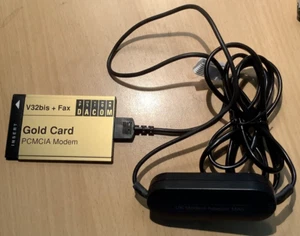 V32bis + Fax
DACOM
Gold Card
PCMCIA Modem
INSERT